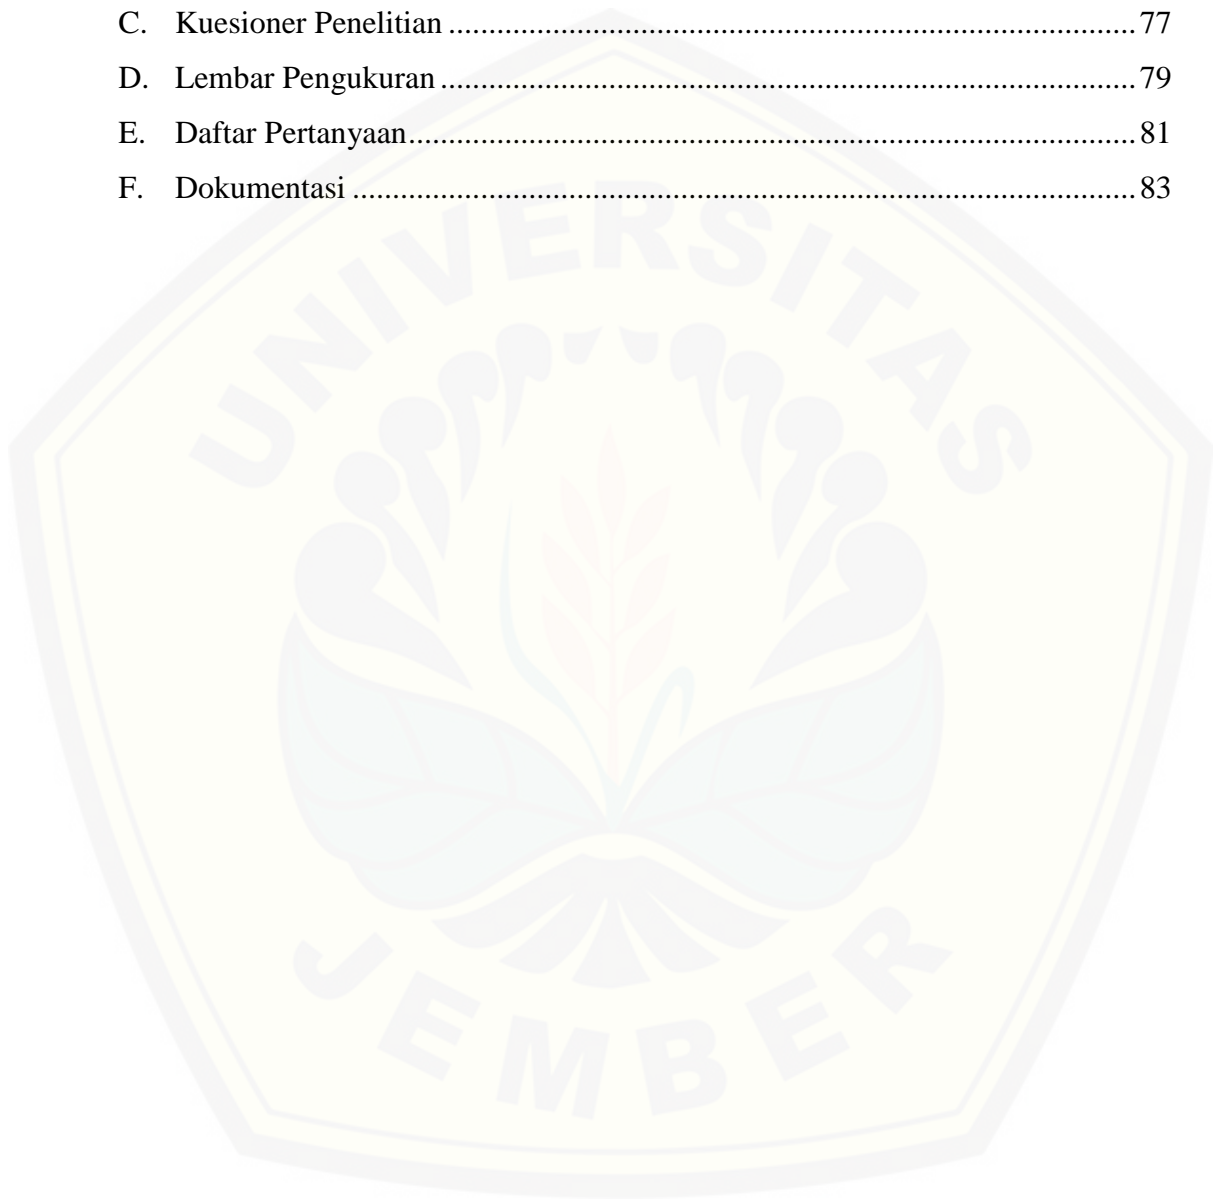 C. Kuesioner Penelitian ........................................................................................ 77
D. Lembar Pengukuran ......................................................................................... 79
E. Daftar Pertanyaan............................................................................................. 81
F. Dokumentasi .................................................................................................... 83
UNIVERSITAS
JEMBER